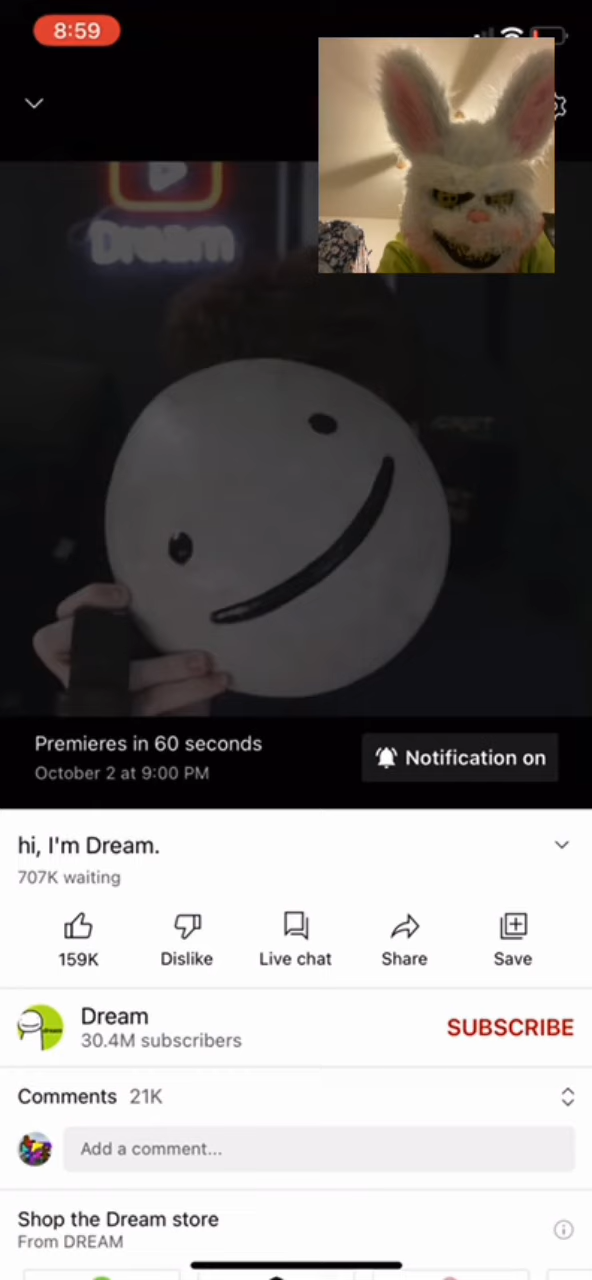 8:59
Dream
Premieres in 60 seconds
October 2 at 9:00 PM
Notification on
hi, I'm Dream.
707K waiting
159K
Dislike
Live chat
Share
Save
Dream
30.4M subscribers
SUBSCRIBE
Comments 21K
Add a comment...
Shop the Dream store
From DREAM